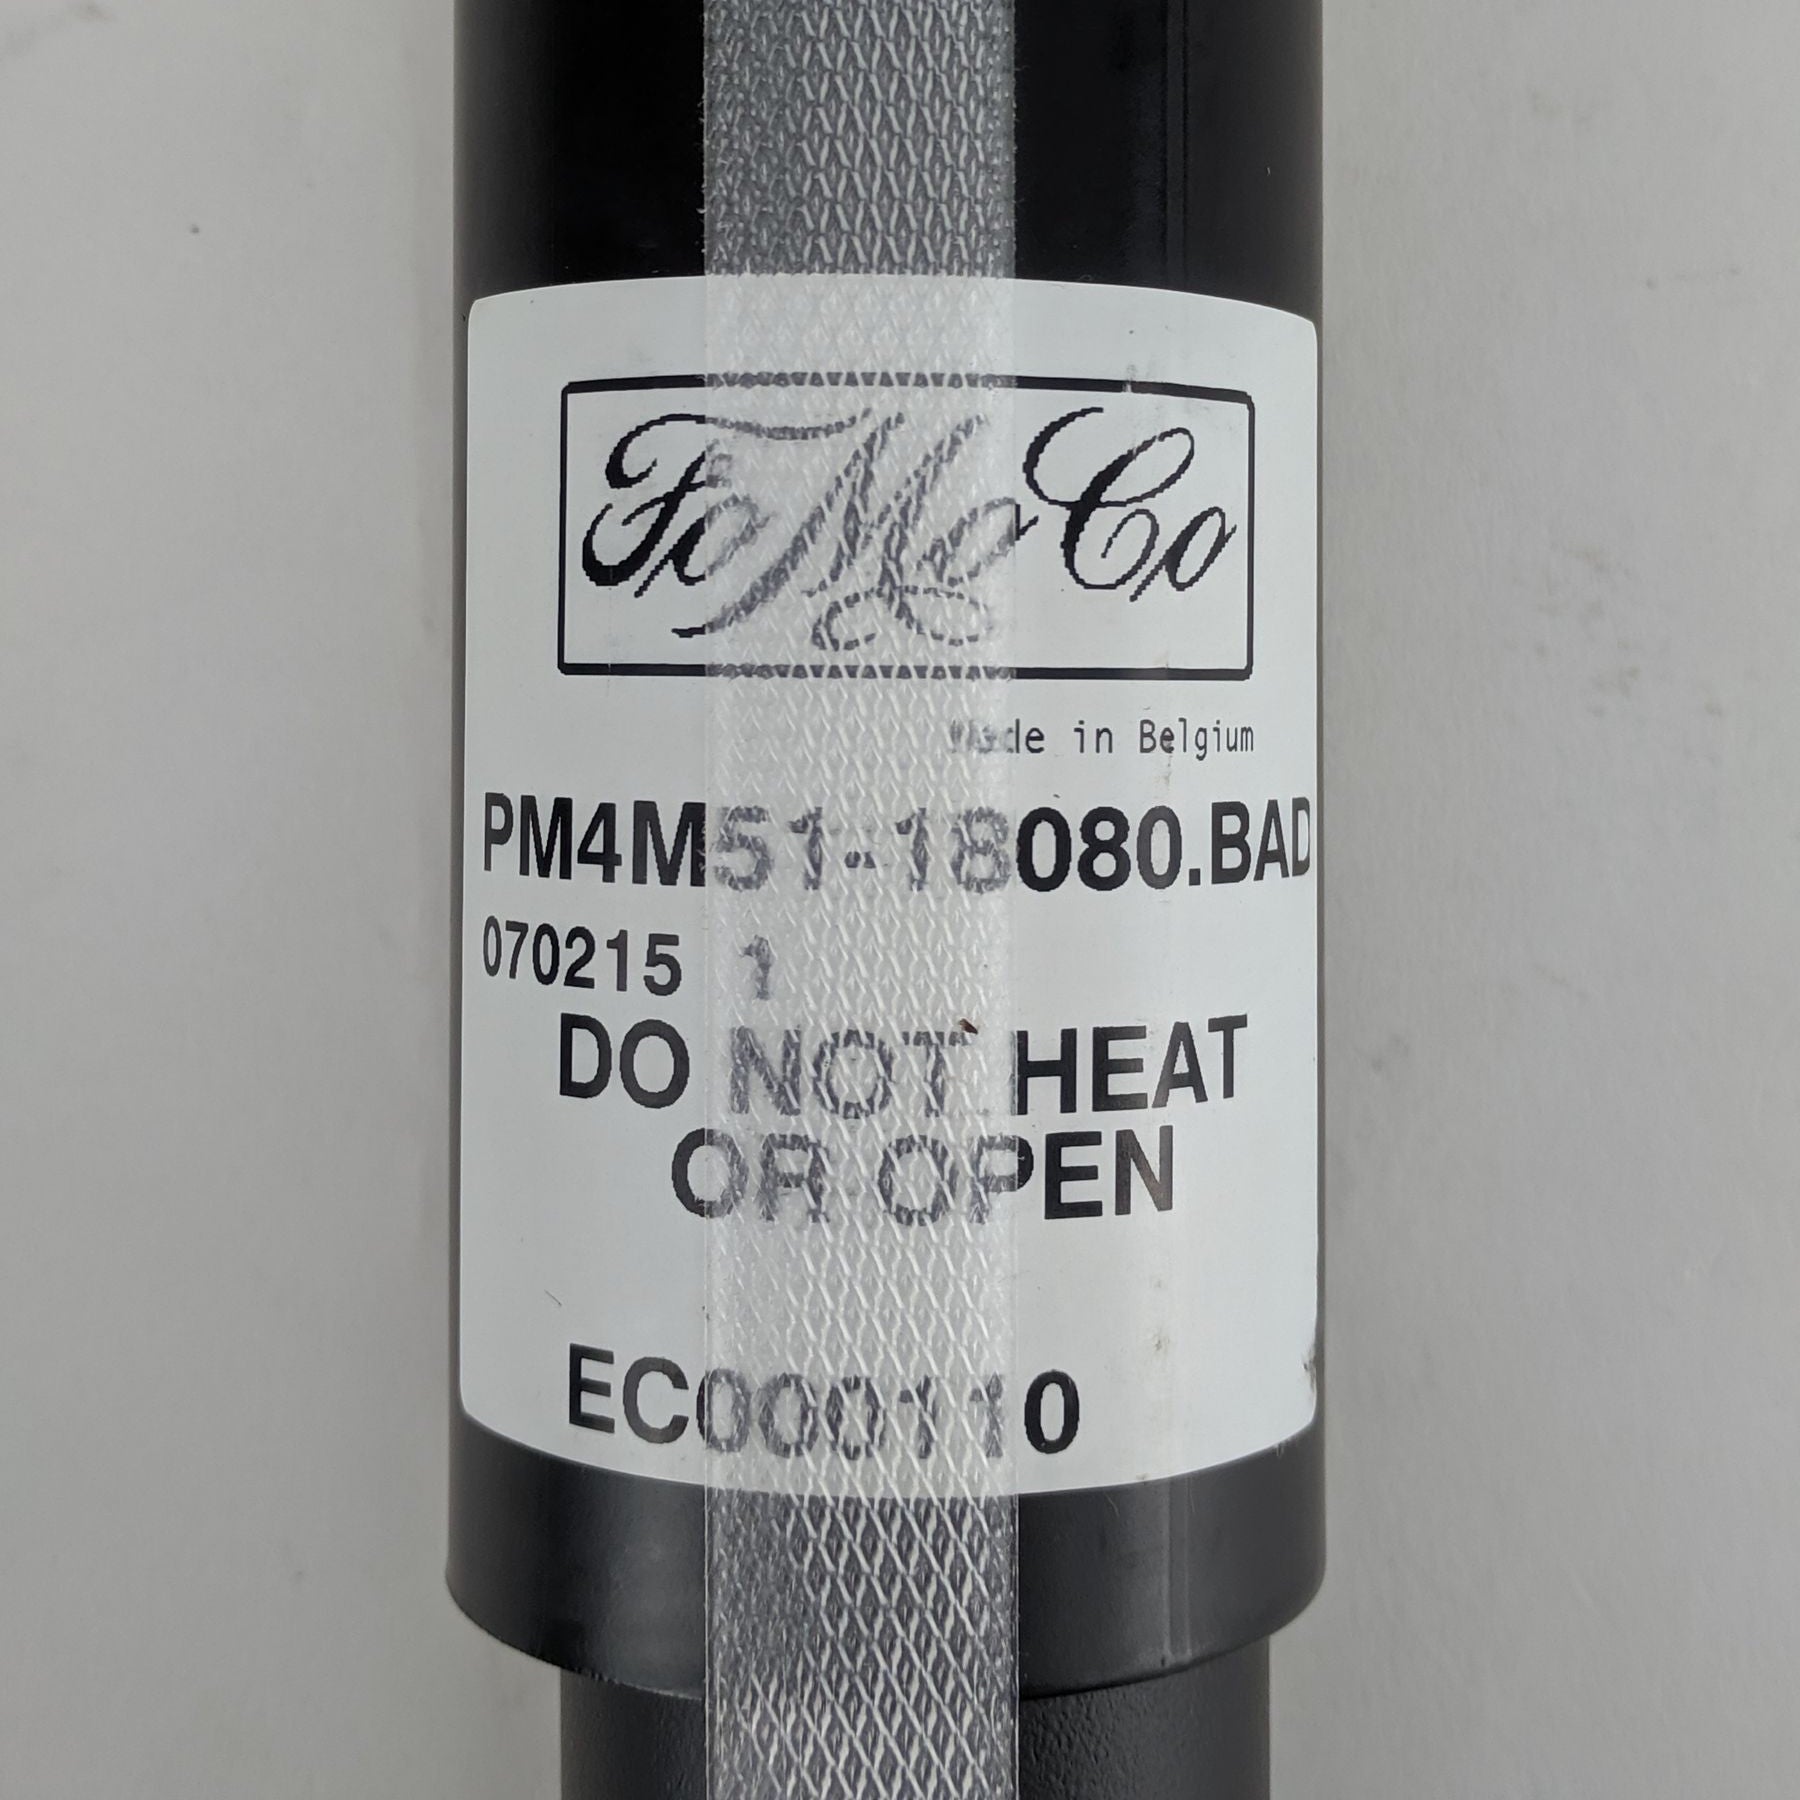 FoMoCo
Made in Belgium
PM4M51-18080.BAD
070215 1
DO NOT HEAT
OR OPEN
EC000110